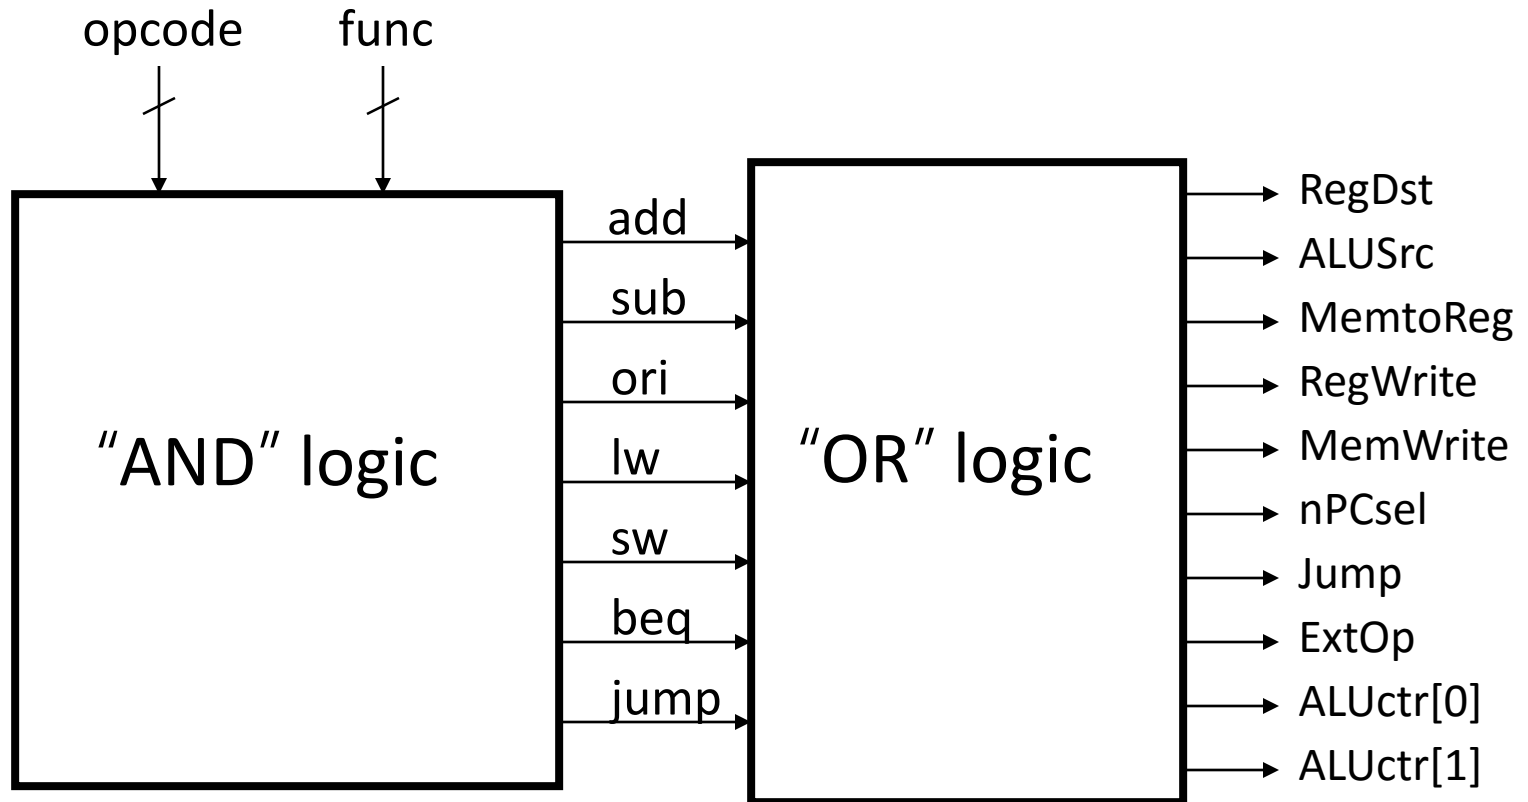 opcode func
add
sub
ori
lw
sw
beq
jump
“AND” logic
“OR” logic
RegDst
ALUSrc
MemtoReg
RegWrite
MemWrite
nPCsel
Jump
ExtOp
ALUctr[0]
ALUctr[1]